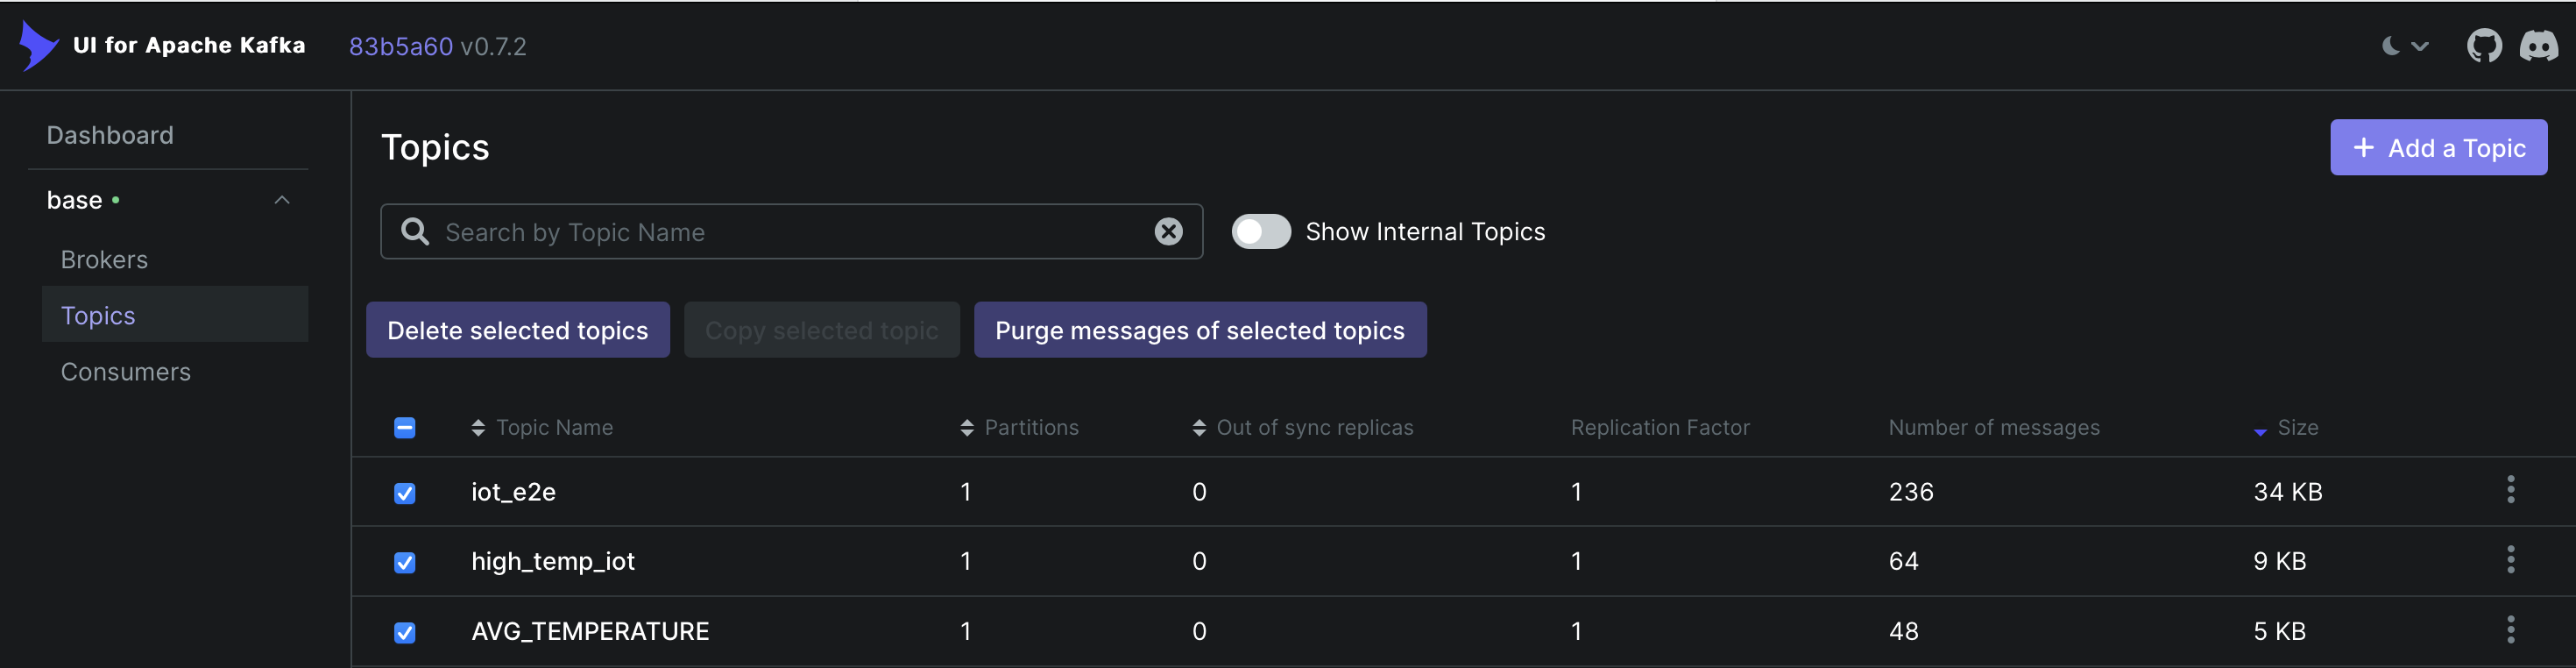 UI for Apache Kafka 83b5a60 v0.7.2
Dashboard
base
Brokers
Topics
Consumers
Topics
Add a Topic
Search by Topic Name
Show Internal Topics
Delete selected topics Copy selected topic Purge messages of selected topics
Topic Name Partitions Out of sync replicas Replication Factor Number of messages Size
iot_e2e 1 0 1 236 34 KB
high_temp_iot 1 0 1 64 9 KB
AVG_TEMPERATURE 1 0 1 48 5 KB